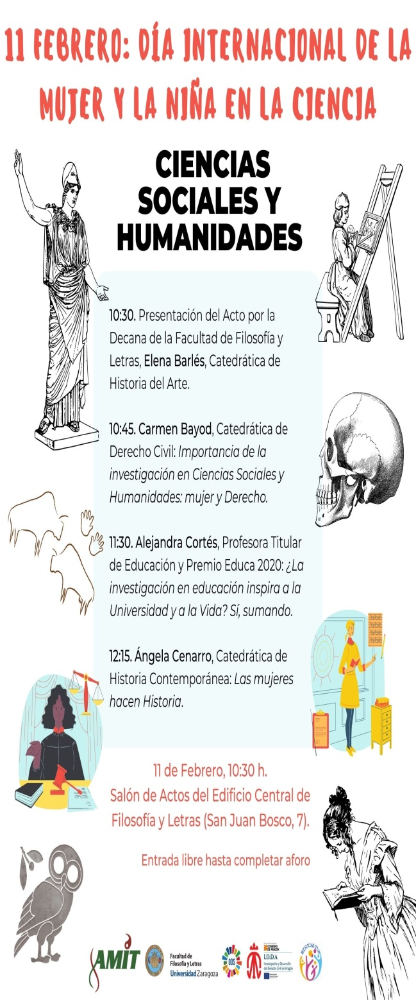 11 FEBRERO: DÍA INTERNACIONAL DE LA
MUJER Y LA NIÑA EN LA CIENCIA
CIENCIAS
SOCIALES Y
HUMANIDADES
10:30. Presentación del Acto por la
Decana de la Facultad de Filosofía y
Letras, Elena Barlés, Catedrática de
Historia del Arte.
10:45. Carmen Bayod, Catedrática de
Derecho Civil: Importancia de la
investigación en Ciencias Sociales y
Humanidades: mujer y Derecho.
11:30. Alejandra Cortés, Profesora Titular
de Educación y Premio Educa 2020: ¿La
investigación en educación inspira a la
Universidad y a la Vida? Sí, sumando.
12:15. Ángela Cenarro, Catedrática de
Historia Contemporánea: Las mujeres
hacen Historia.
11 de Febrero, 10:30 h.
Salón de Actos del Edificio Central de
Filosofía y Letras (San Juan Bosco, 7).
Entrada libre hasta completar aforo
AMIT
Facultad de
Filosofía y Letras
Universidad Zaragoza
ODS
GOBIERNO
DE ARAGON
I.D.D.A
Investigación y Desarrollo
del Derecho Civil de Aragón
EDUCAVIVA